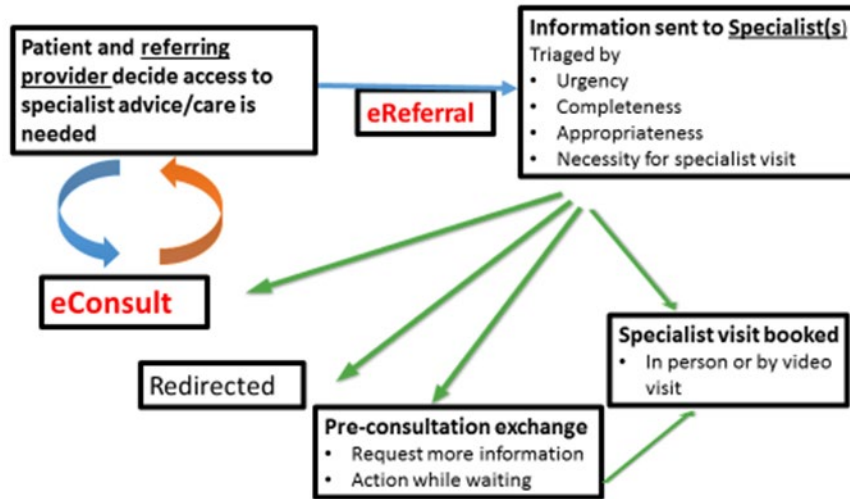 Patient and referring
provider decide access to
specialist advice/care is
needed
eReferral
Information sent to Specialist(s)
Triaged by
• Urgency
• Completeness
• Appropriateness
• Necessity for specialist visit
eConsult
Redirected
Pre-consultation exchange
• Request more information
• Action while waiting
Specialist visit booked
• In person or by video
visit